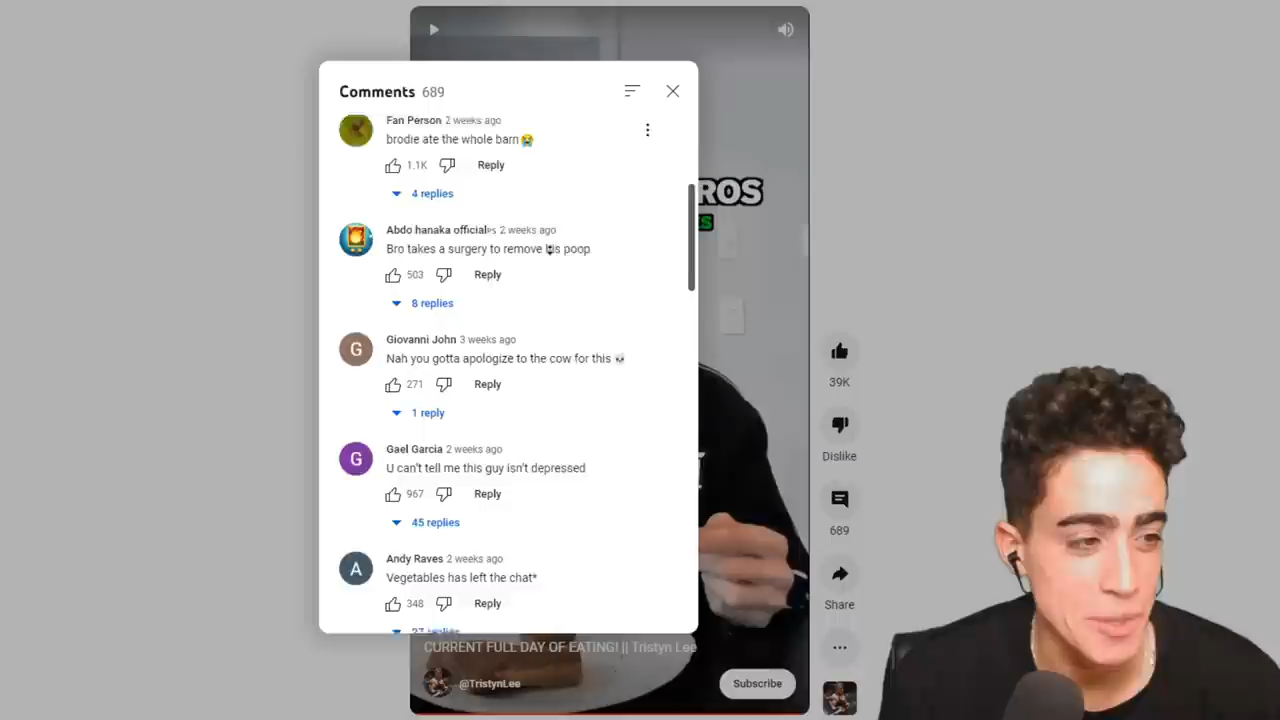 Comments 689
Fan Person 2 weeks ago
brodie ate the whole barn😭
1.1K Reply
4 replies
Abdo hanaka official 2 weeks ago
Bro takes a surgery to remove his poop
503 Reply
8 replies
Giovanni John 3 weeks ago
Nah you gotta apologize to the cow for this 💀
271 Reply
1 reply
Gael Garcia 2 weeks ago
U can't tell me this guy isn't depressed
967 Reply
45 replies
Andy Raves 2 weeks ago
Vegetables has left the chat*
348 Reply
27 replies
ROS
39K
Dislike
689
Share
CURRENT FULL DAY OF EATING! || Tristyn Lee
@TristynLee
Subscribe
G
G
A